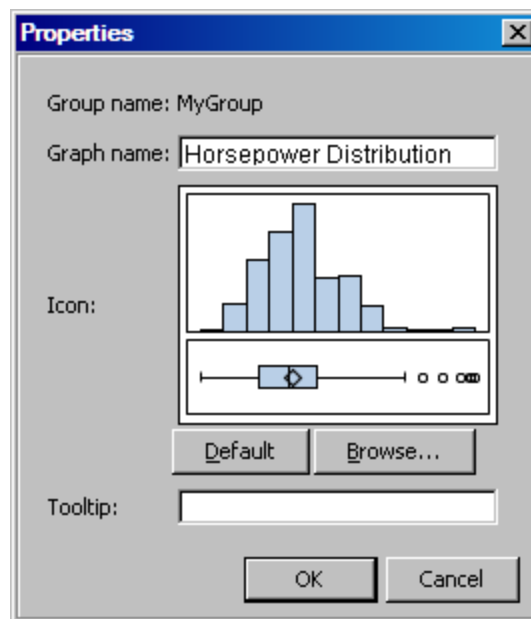 Properties
Group name: MyGroup
Graph name: Horsepower Distribution
Icon:
Default Browse...
Tooltip:
OK Cancel